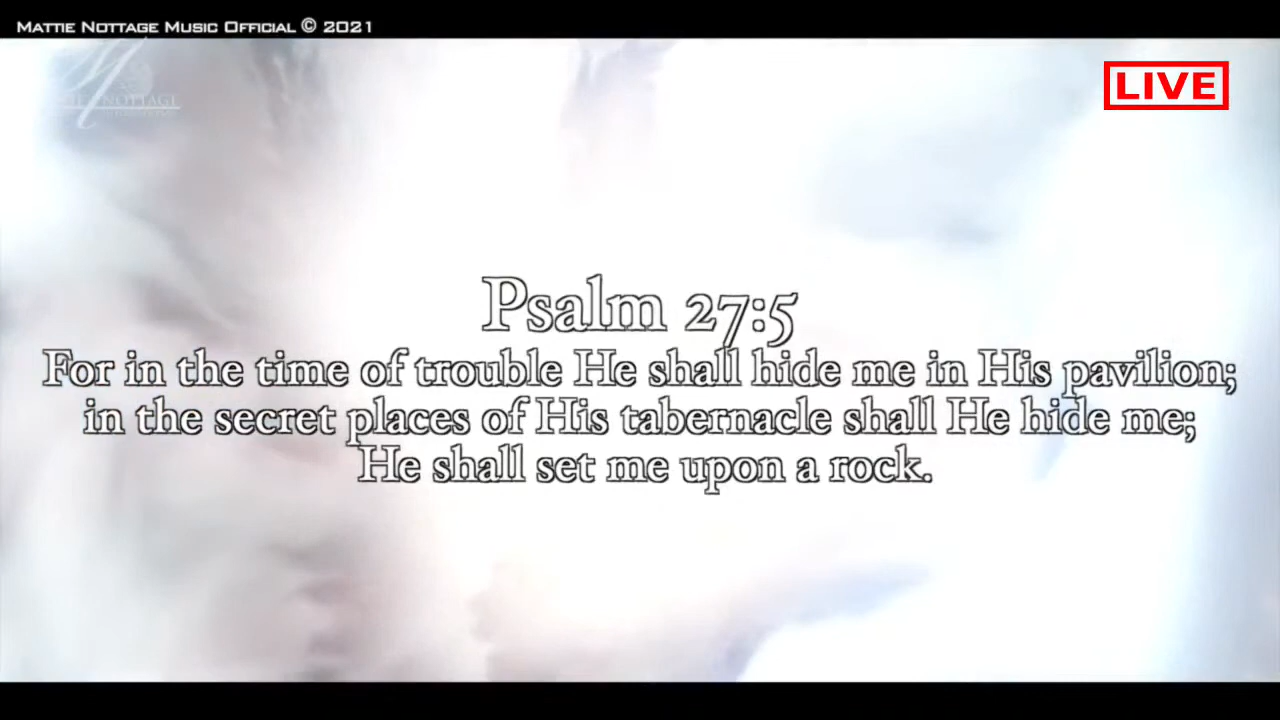 Mattie Nottage Music Official © 2021
LIVE
NOTTAGE
Psalm 27:5
For in the time of trouble He shall hide me in His pavilion;
in the secret places of His tabernacle shall He hide me;
He shall set me upon a rock.